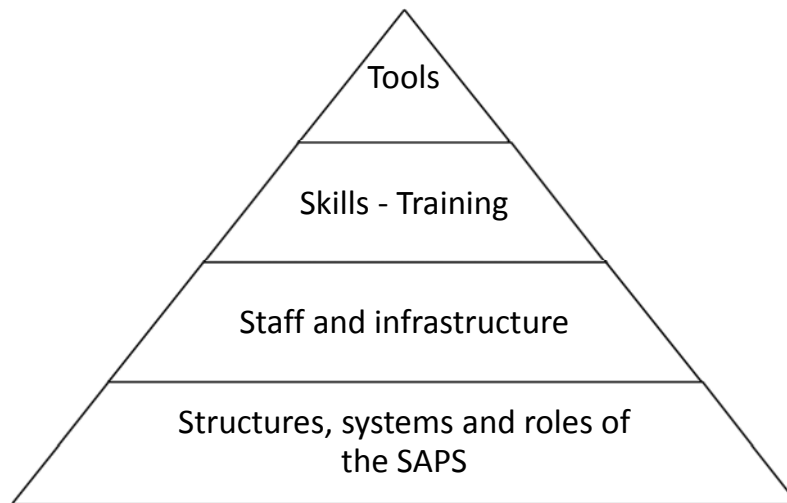 Tools
Skills - Training
Staff and infrastructure
Structures, systems and roles of
the SAPS